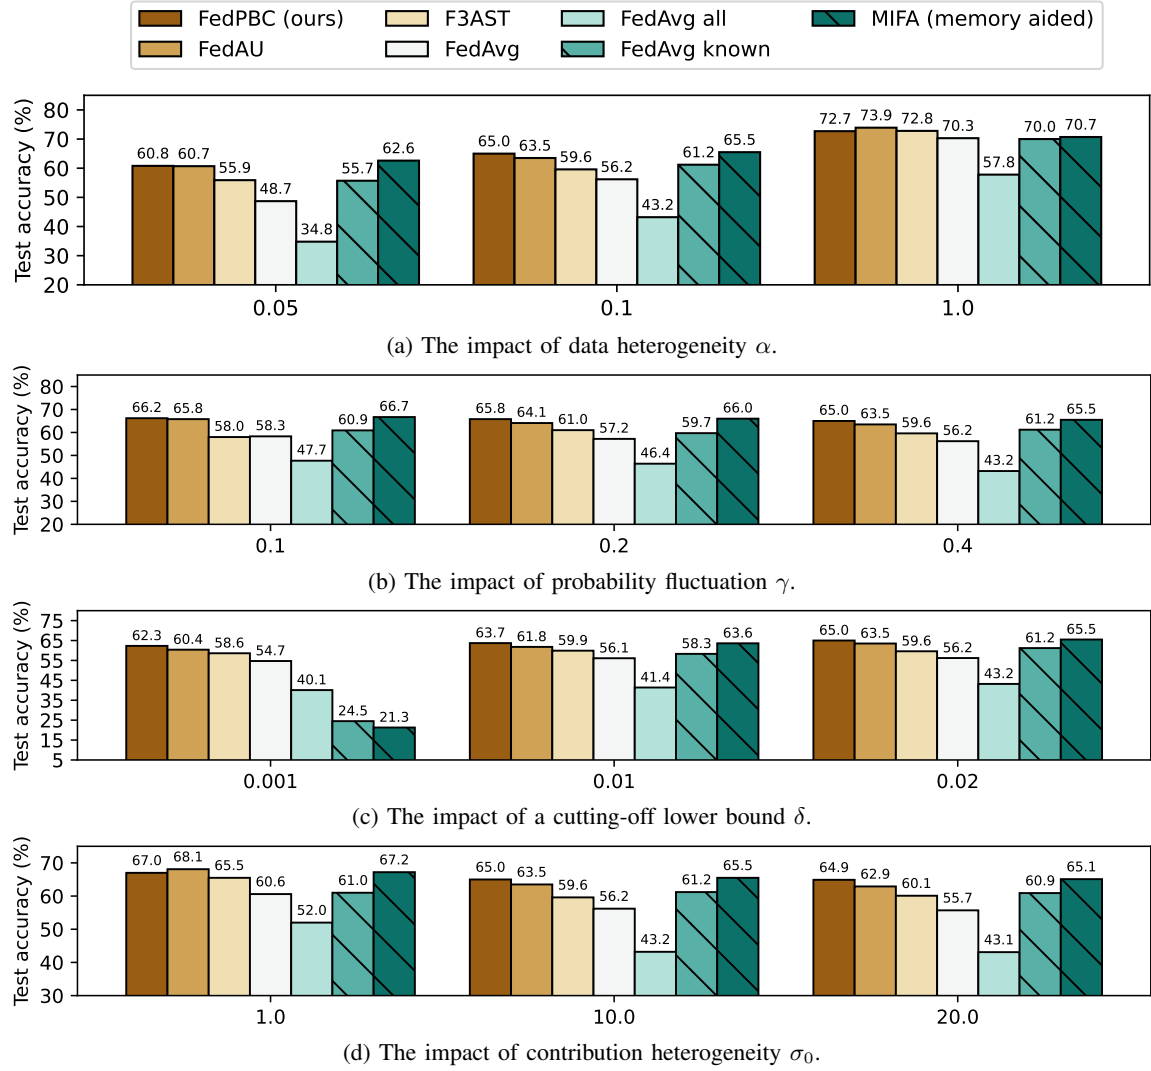 FedPBC (ours) F3AST FedAvg all MIFA (memory aided)
FedAU FedAvg FedAvg known
Test accuracy (%)
80
70
60
50
40
30
20
60.8 60.7 55.9 48.7 34.8 55.7 62.6 65.0 63.5 59.6 56.2 43.2 61.2 65.5 72.7 73.9 72.8 70.3 57.8 70.0 70.7
0.05 0.1 1.0
(a) The impact of data heterogeneity α.
Test accuracy (%)
80
70
60
50
40
30
20
66.2 65.8 58.0 58.3 47.7 60.9 66.7 65.8 64.1 61.0 57.2 46.4 59.7 66.0 65.0 63.5 59.6 56.2 43.2 61.2 65.5
0.1 0.2 0.4
(b) The impact of probability fluctuation γ.
Test accuracy (%)
75
65
55
45
35
25
15
5
62.3 60.4 58.6 54.7 40.1 24.5 21.3 63.7 61.8 59.9 56.1 41.4 58.3 63.6 65.0 63.5 59.6 56.2 43.2 61.2 65.5
0.001 0.01 0.02
(c) The impact of a cutting-off lower bound δ.
Test accuracy (%)
70
60
50
40
30
67.0 68.1 65.5 60.6 52.0 61.0 67.2 65.0 63.5 59.6 56.2 43.2 61.2 65.5 64.9 62.9 60.1 55.7 43.1 60.9 65.1
1.0 10.0 20.0
(d) The impact of contribution heterogeneity σ₀.